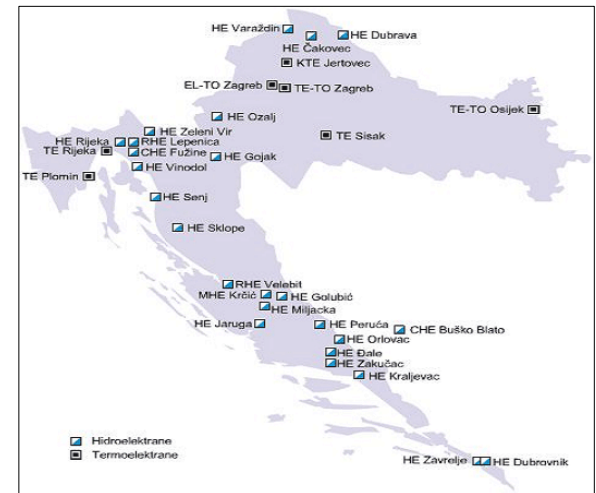 HE Varaždin
HE Dubrava
HE Čakovec
KTE Jertovec
EL-TO Zagreb
TE-TO Zagreb
TE-TO Osijek
HE Ozalj
HE Zeleni Vir
TE Sisak
HE Rijeka
RHE Lepenica
TE Rijeka
CHE Fužine
HE Gojak
HE Vinodol
TE Plomin
HE Senj
HE Sklope
RHE Velebit
MHE Krčić
HE Golubić
HE Miljacka
HE Jaruga
HE Peruća
CHE Buško Blato
HE Orlovac
HE Đale
HE Zakučac
HE Kraljevac
Hidroelektrane
Termoelektrane
HE Zavrelje
HE Dubrovnik